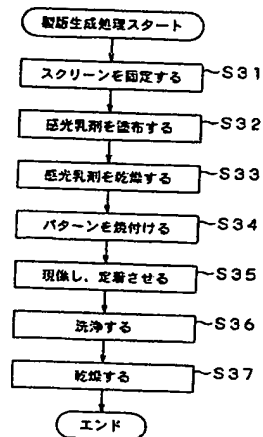 製版生成処理スタート
スクリーンを固定する ~S31
感光乳剤を塗布する ~S32
感光乳剤を乾燥する ~S33
パターンを焼付ける ~S34
現像し、定着させる ~S35
洗浄する ~S36
乾燥する ~S37
エンド